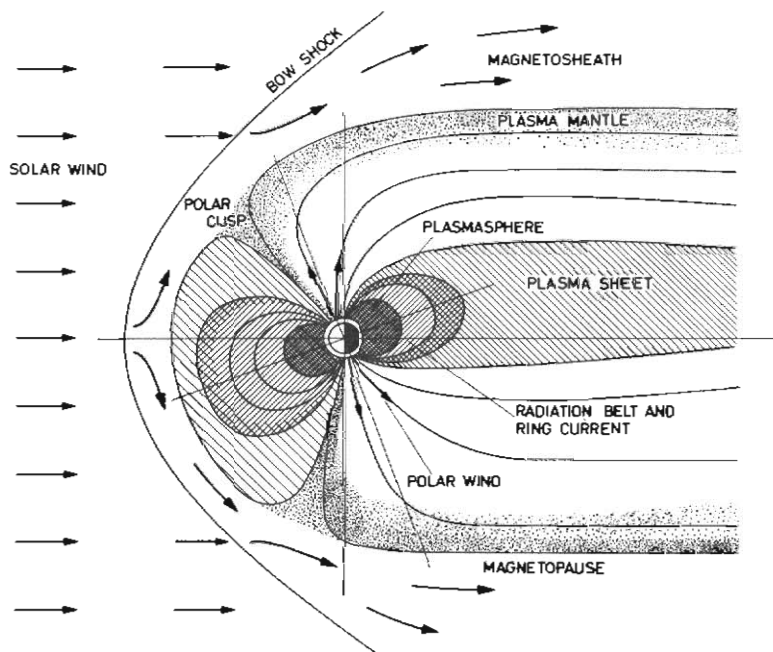 BOW SHOCK
MAGNETOSHEATH
PLASMA MANTLE
SOLAR WIND
POLAR
CUSP
PLASMASPHERE
PLASMA SHEET
RADIATION BELT AND
RING CURRENT
POLAR WIND
MAGNETOPAUSE